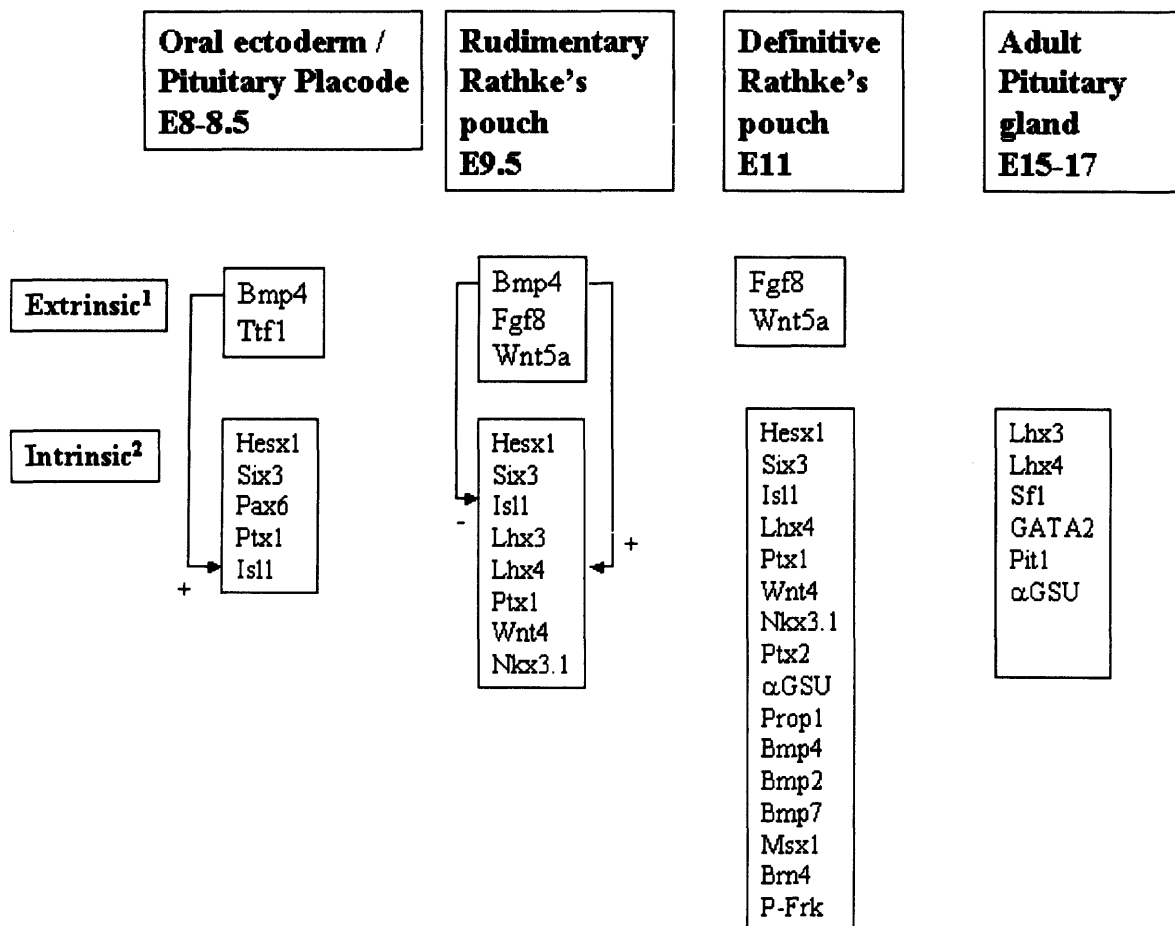 Oral ectoderm /
Pituitary Placode
E8-8.5
Rudimentary
Rathke's
pouch
E9.5
Definitive
Rathke's
pouch
E11
Adult
Pituitary
gland
E15-17
Extrinsic¹
Bmp4
Ttf1
Bmp4
Fgf8
Wnt5a
Fgf8
Wnt5a
Intrinsic²
Hesx1
Six3
Pax6
Ptx1
Isl1
+
Hesx1
Six3
Isl1
Lhx3
Lhx4
Ptx1
Wnt4
Nkx3.1
-
+
Hesx1
Six3
Isl1
Lhx4
Ptx1
Wnt4
Nkx3.1
Ptx2
αGSU
Prop1
Bmp4
Bmp2
Bmp7
Msx1
Brn4
P-Frk
Lhx3
Lhx4
Sf1
GATA2
Pit1
αGSU